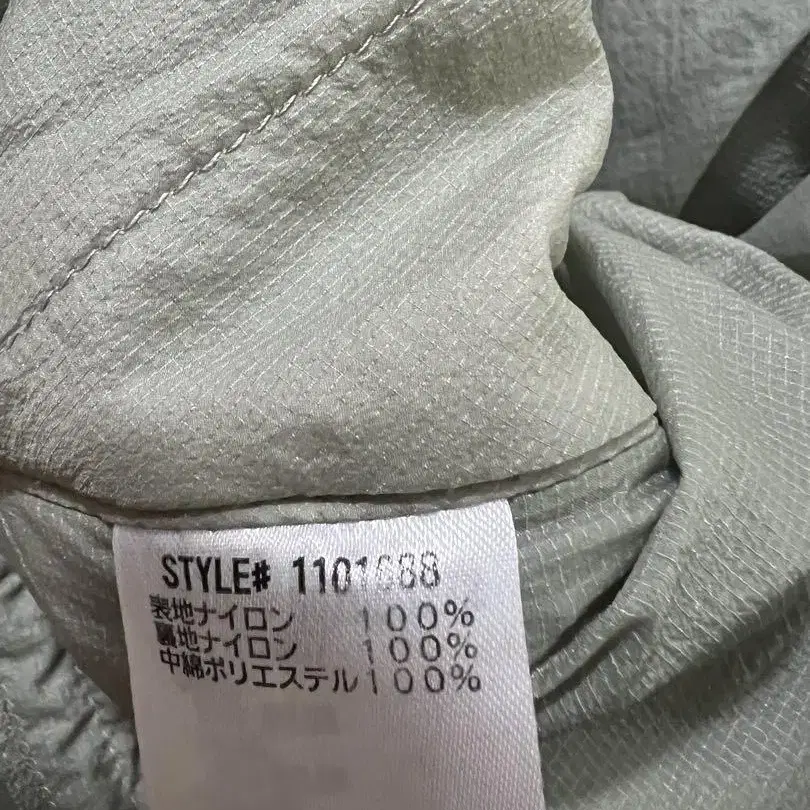 STYLE# 1101688
表地ナイロン 100%
裏地ナイロン 100%
中綿ポリエステル100%